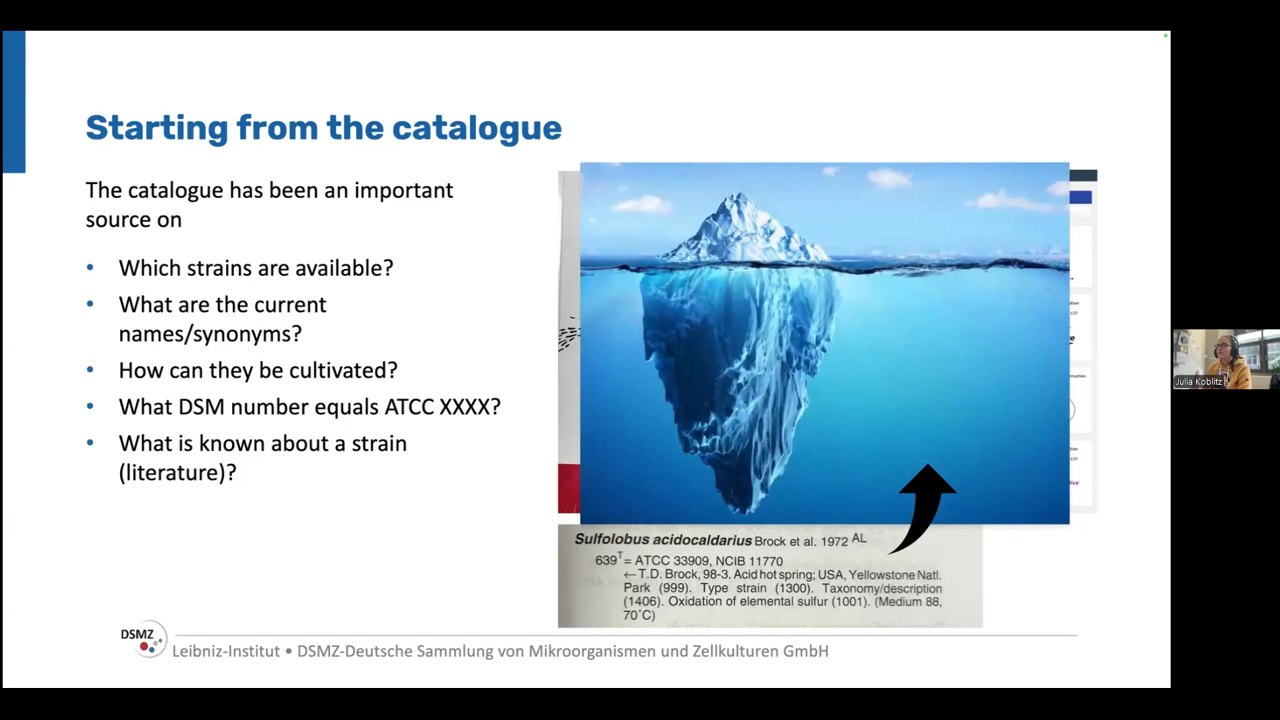 Starting from the catalogue
The catalogue has been an important
source on
• Which strains are available?
• What are the current
names/synonyms?
• How can they be cultivated?
• What DSM number equals ATCC XXXX?
• What is known about a strain
(literature)?
Sulfolobus acidocaldarius Brock et al. 1972 AL
639T = ATCC 33909, NCIB 11770
←T.D. Brock, 98-3. Acid hot spring; USA, Yellowstone Natl.
Park (999). Type strain (1300). Taxonomy/description
(1406). Oxidation of elemental sulfur (1001). (Medium 88,
70°C)
DSMZ
Leibniz-Institut • DSMZ-Deutsche Sammlung von Mikroorganismen und Zellkulturen GmbH
Julia Koblitz